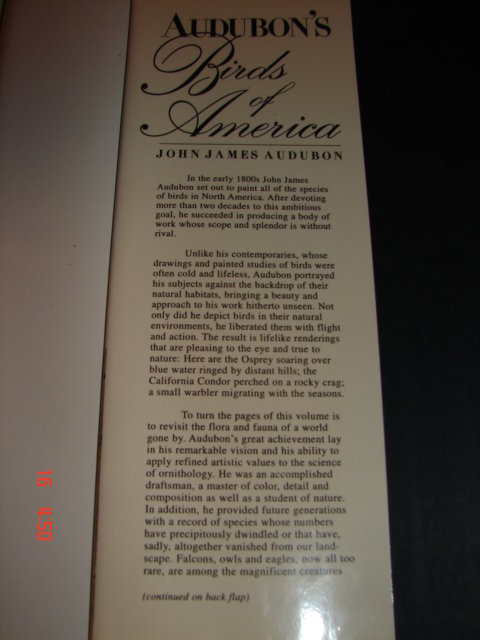 AUDUBON'S
Birds
of
America
JOHN JAMES AUDUBON
In the early 1800s John James
Audubon set out to paint all of the species
of birds in North America. After devoting
more than two decades to this ambitious
goal, he succeeded in producing a body of
work whose scope and splendor is without
rival.
Unlike his contemporaries, whose
drawings and painted studies of birds were
often cold and lifeless, Audubon portrayed
his subjects against the backdrop of their
natural habitats, bringing a beauty and
approach to his work hitherto unseen. Not
only did he depict birds in their natural
environments, he liberated them with flight
and action. The result is lifelike renderings
that are pleasing to the eye and true to
nature: Here are the Osprey soaring over
blue water ringed by distant hills; the
California Condor perched on a rocky crag;
a small warbler migrating with the seasons.
To turn the pages of this volume is
to revisit the flora and fauna of a world
gone by. Audubon's great achievement lay
in his remarkable vision and his ability to
apply refined artistic values to the science
of ornithology. He was an accomplished
draftsman, a master of color, detail and
composition as well as a student of nature.
In addition, he provided future generations
with a record of species whose numbers
have precipitously dwindled or that have,
sadly, altogether vanished from our land-
scape. Falcons, owls and eagles, now all too
rare, are among the magnificent creatures
(continued on back flap)